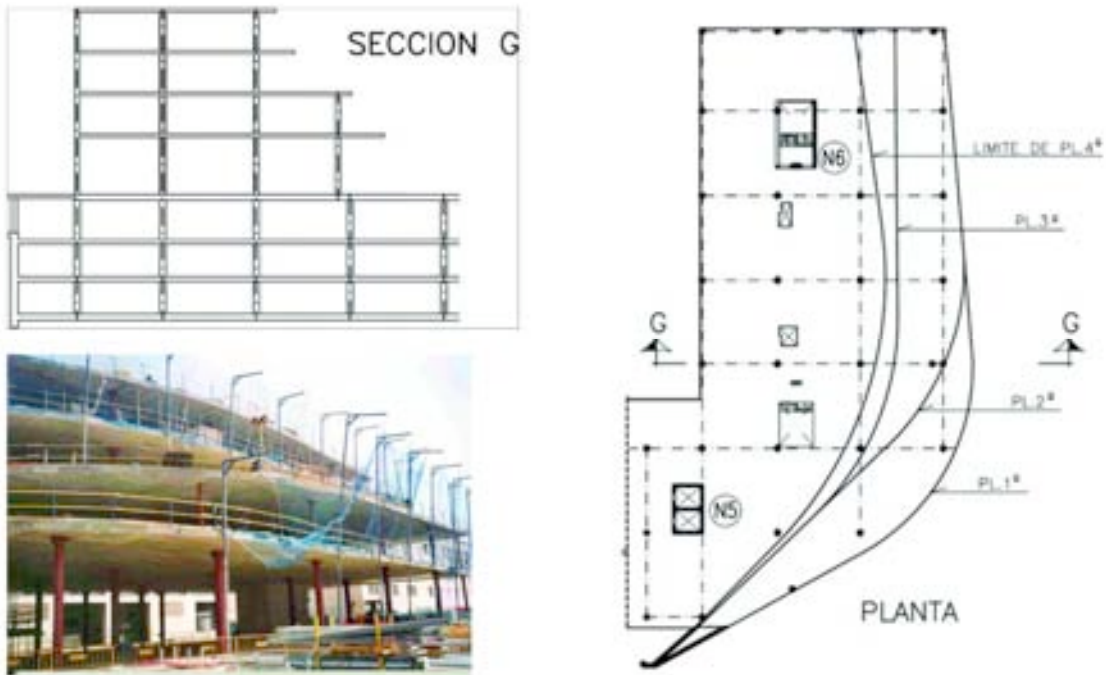 SECCION G
N6
LIMITE DE PL.4ª
PL.3ª
G
G
PL.2ª
PL.1ª
N5
PLANTA